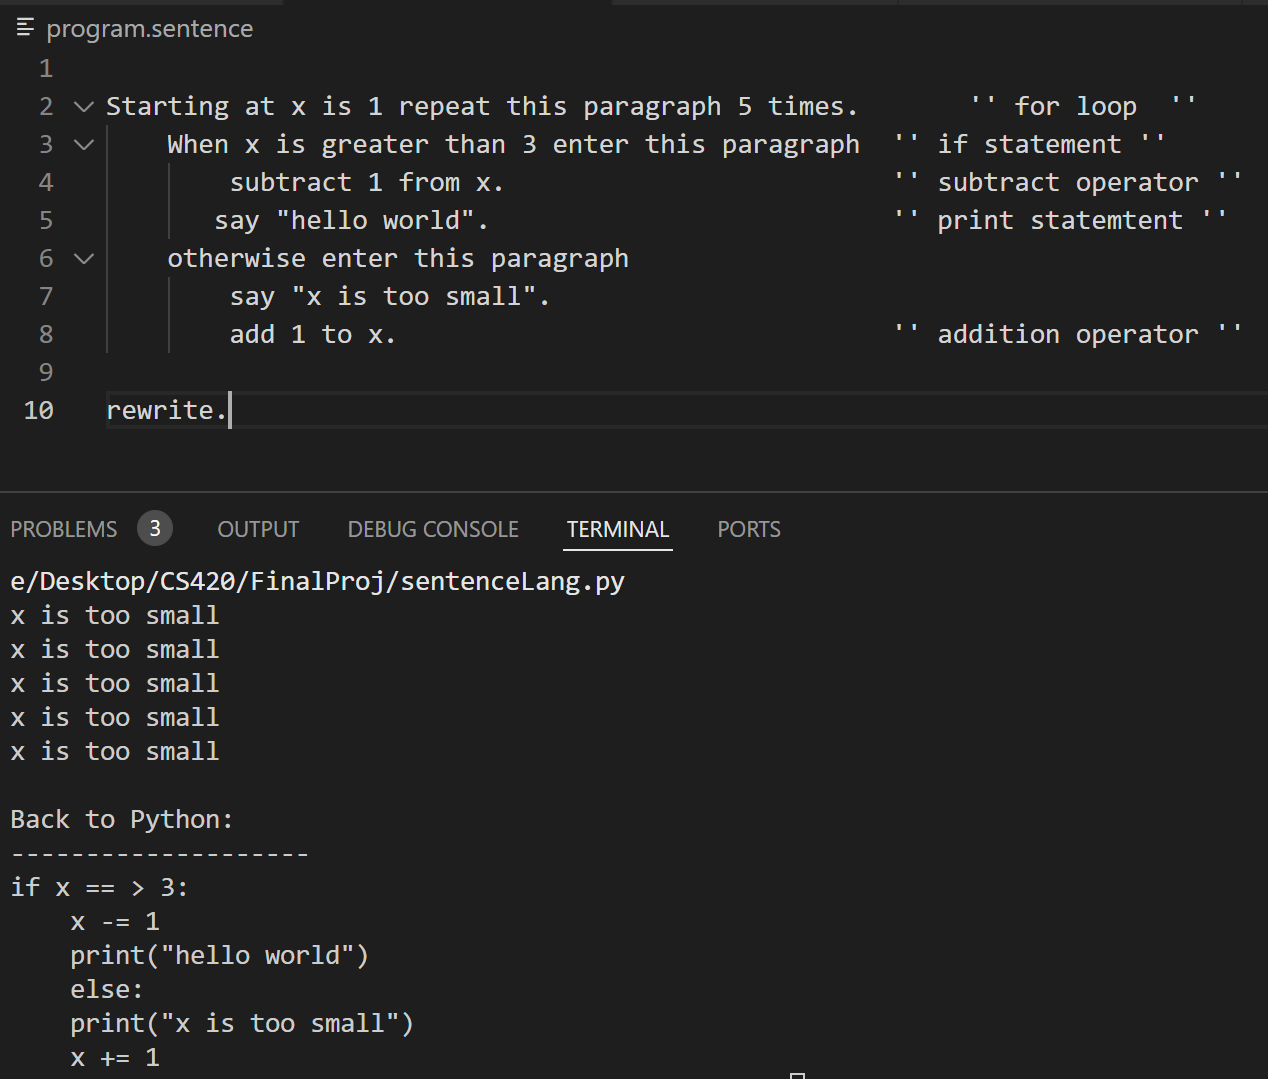 program.sentence
1
2 Starting at x is 1 repeat this paragraph 5 times. '' for loop ''
3 When x is greater than 3 enter this paragraph '' if statement ''
4 subtract 1 from x. '' subtract operator ''
5 say "hello world". '' print statemtent ''
6 otherwise enter this paragraph
7 say "x is too small".
8 add 1 to x. '' addition operator ''
9
10 rewrite.
PROBLEMS 3 OUTPUT DEBUG CONSOLE TERMINAL PORTS
e/Desktop/CS420/FinalProj/sentenceLang.py
x is too small
x is too small
x is too small
x is too small
x is too small
Back to Python:
--------------------
if x == > 3:
    x -= 1
    print("hello world")
    else:
    print("x is too small")
    x += 1